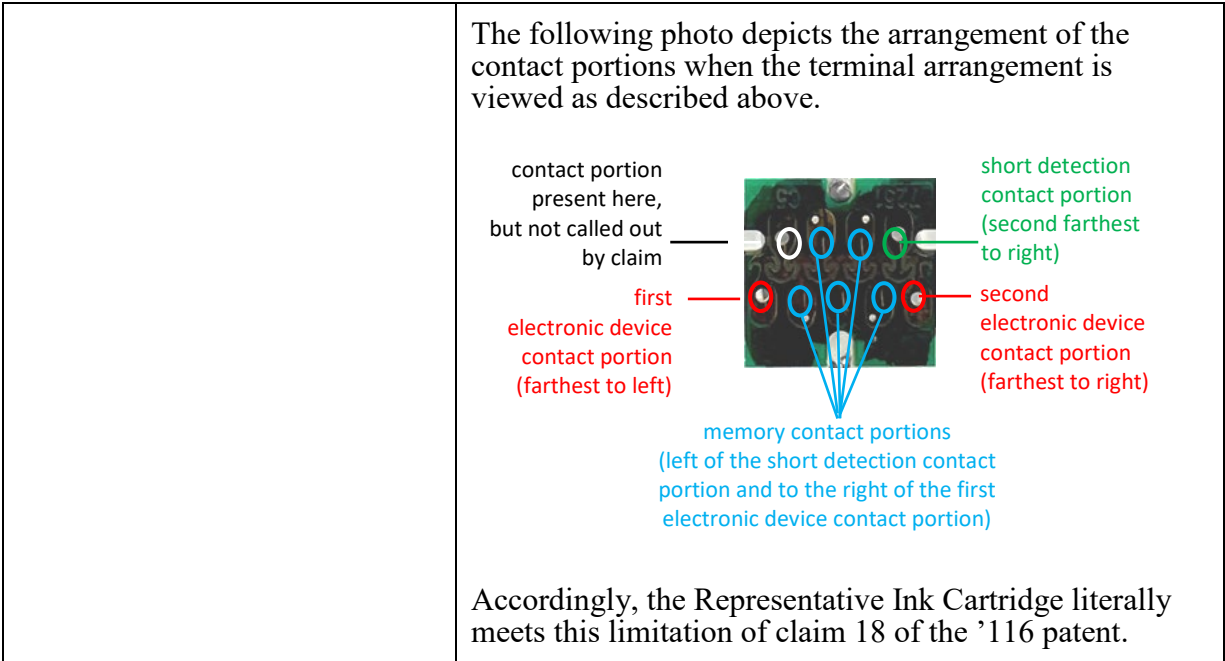 The following photo depicts the arrangement of the
contact portions when the terminal arrangement is
viewed as described above.
contact portion
present here,
but not called out
by claim
short detection
contact portion
(second farthest
to right)
first
electronic device
contact portion
(farthest to left)
second
electronic device
contact portion
(farthest to right)
memory contact portions
(left of the short detection contact
portion and to the right of the first
electronic device contact portion)
Accordingly, the Representative Ink Cartridge literally
meets this limitation of claim 18 of the ’116 patent.